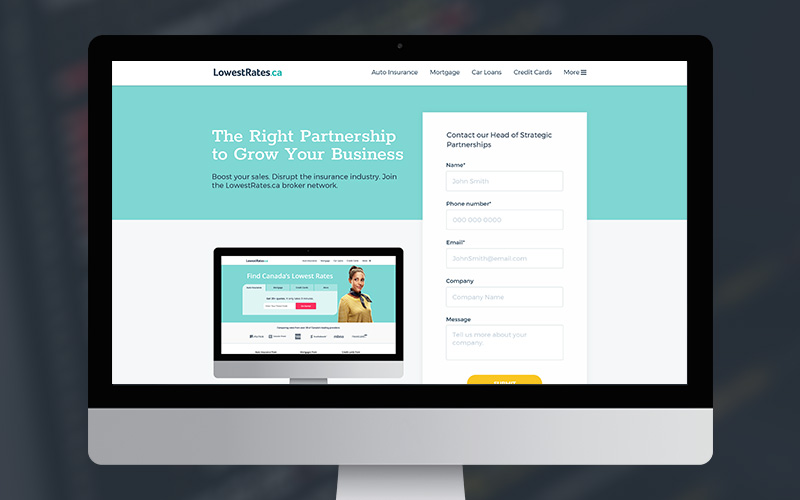 LowestRates.ca
Auto Insurance
Mortgage
Car Loans
Credit Cards
More
The Right Partnership
to Grow Your Business
Boost your sales. Disrupt the insurance industry. Join
the LowestRates.ca broker network.
Contact our Head of Strategic
Partnerships
Name*
John Smith
Phone number*
000 000 0000
Email*
JohnSmith@email.com
Company
Company Name
Message
Tell us more about your
company.
SUBMIT
LowestRates.ca
Find Canada's Lowest Rates